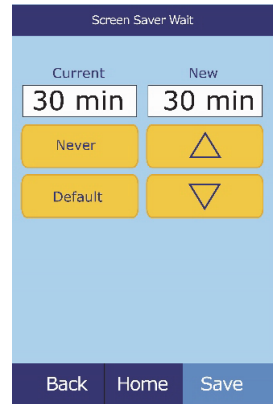 Screen Saver Wait
Current New
30 min 30 min
Never
Default
Back Home Save